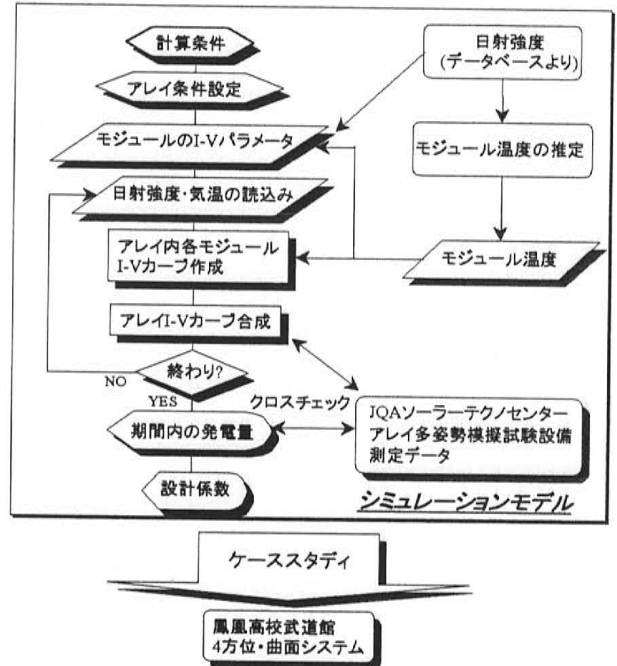 計算条件
アレイ条件設定
モジュールのI-Vパラメータ
日射強度・気温の読込み
アレイ内各モジュール
I-Vカーブ作成
アレイI-Vカーブ合成
終わり?
NO
YES
期間内の発電量
設計係数
日射強度
(データベースより)
モジュール温度の推定
モジュール温度
クロスチェック
JQAソーラーテクノセンター
アレイ多姿勢模擬試験設備
測定データ
シミュレーションモデル
ケーススタディ
鳳凰高校武道館
4方位・曲面システム